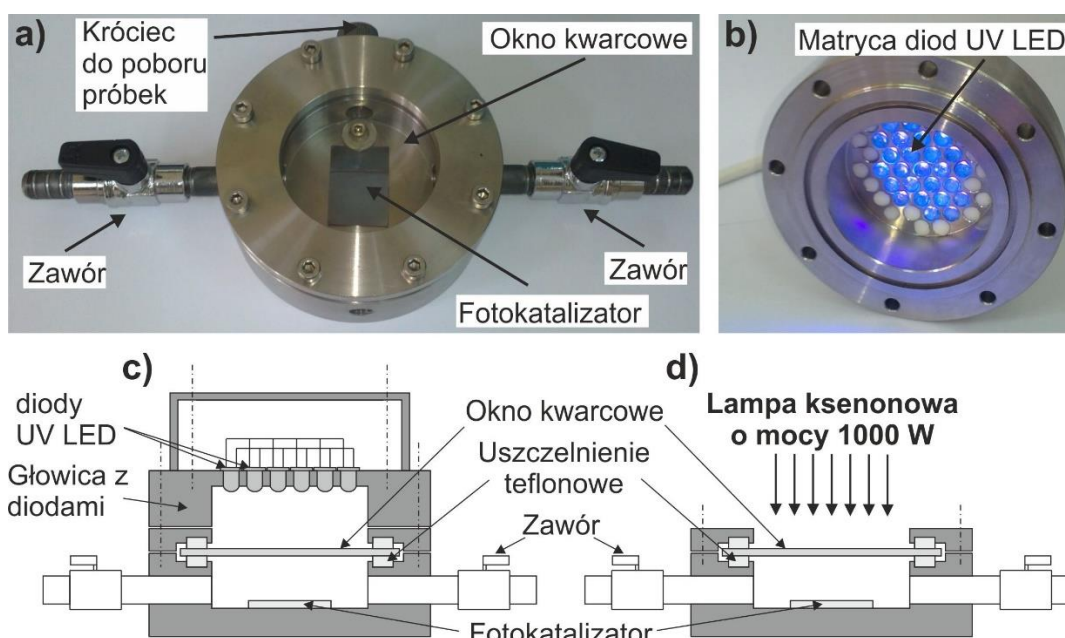 a)
Króciec
do poboru
próbek
Okno kwarcowe
Zawór
Zawór
Fotokatalizator
b)
Matryca diod UV LED
c)
diody
UV LED
Głowica z
diodami
Okno kwarcowe
Uszczelnienie
teflonowe
Zawór
Fotokatalizator
d)
Lampa ksenonowa
o mocy 1000 W